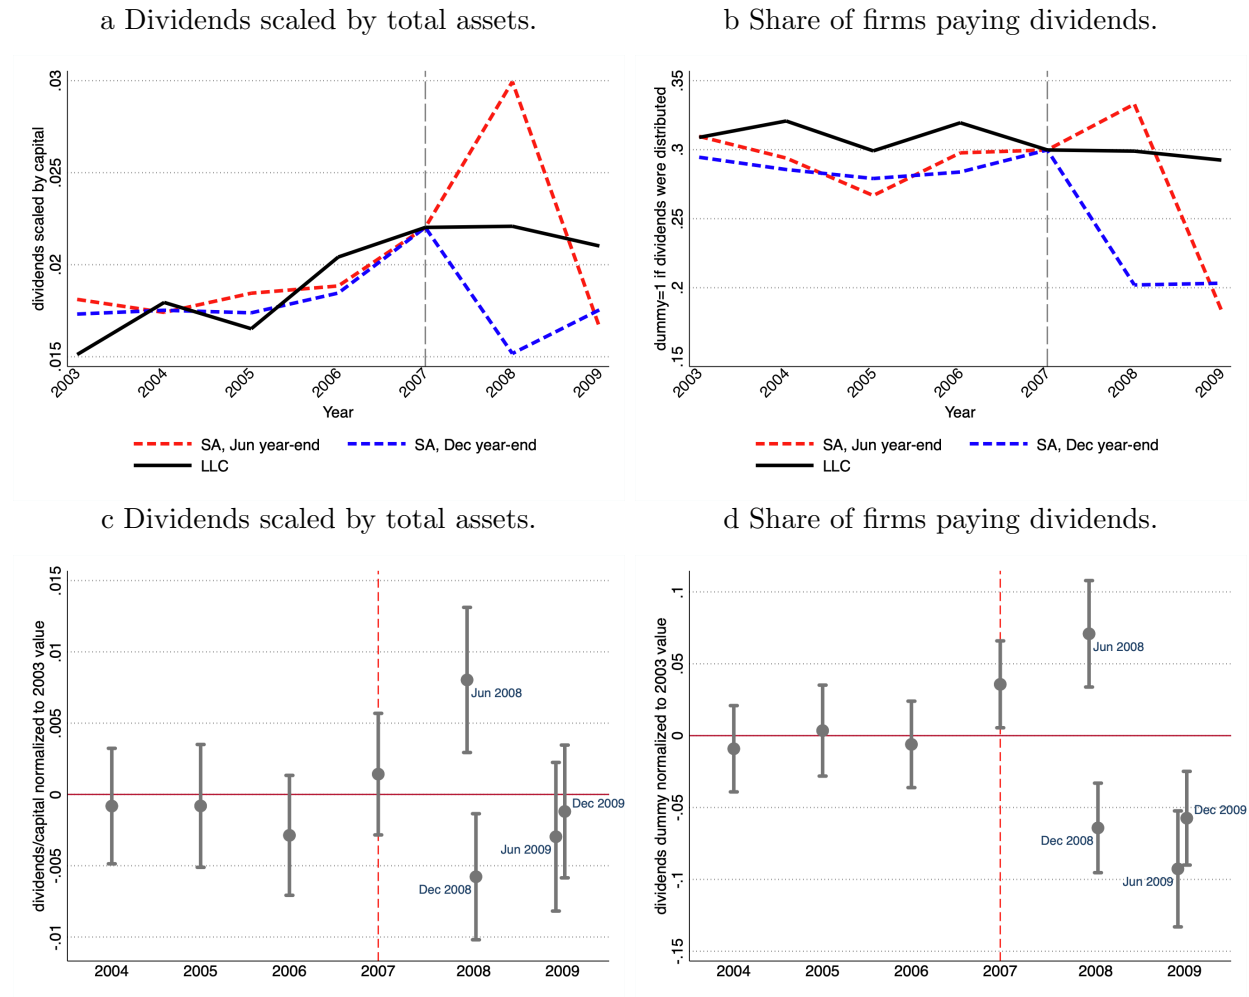 a Dividends scaled by total assets.
dividends scaled by capital
.03
.025
.02
.015
2003 2004 2005 2006 2007 2008 2009
Year
SA, Jun year-end SA, Dec year-end
LLC
b Share of firms paying dividends.
dummy=1 if dividends were distributed
.35
.3
.25
.2
.15
2003 2004 2005 2006 2007 2008 2009
Year
SA, Jun year-end SA, Dec year-end
LLC
c Dividends scaled by total assets.
dividends/capital normalized to 2003 value
.015
.01
.005
0
-.005
-.01
Jun 2008
Dec 2009
Jun 2009
Dec 2008
2004 2005 2006 2007 2008 2009
d Share of firms paying dividends.
dividends dummy normalized to 2003 value
.1
.05
0
-.05
-.1
-.15
Jun 2008
Dec 2009
Dec 2008
Jun 2009
2004 2005 2006 2007 2008 2009